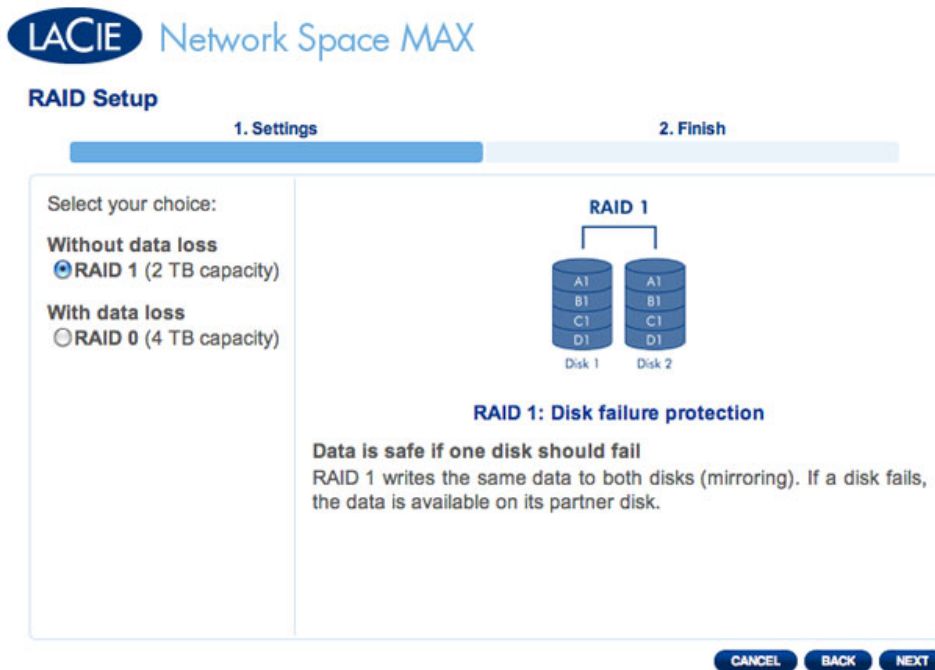 LACIE Network Space MAX
RAID Setup
1. Settings
2. Finish
Select your choice:
Without data loss
RAID 1 (2 TB capacity)
With data loss
RAID 0 (4 TB capacity)
RAID 1
A1 A1
B1 B1
C1 C1
D1 D1
Disk 1 Disk 2
RAID 1: Disk failure protection
Data is safe if one disk should fail
RAID 1 writes the same data to both disks (mirroring). If a disk fails,
the data is available on its partner disk.
CANCEL BACK NEXT